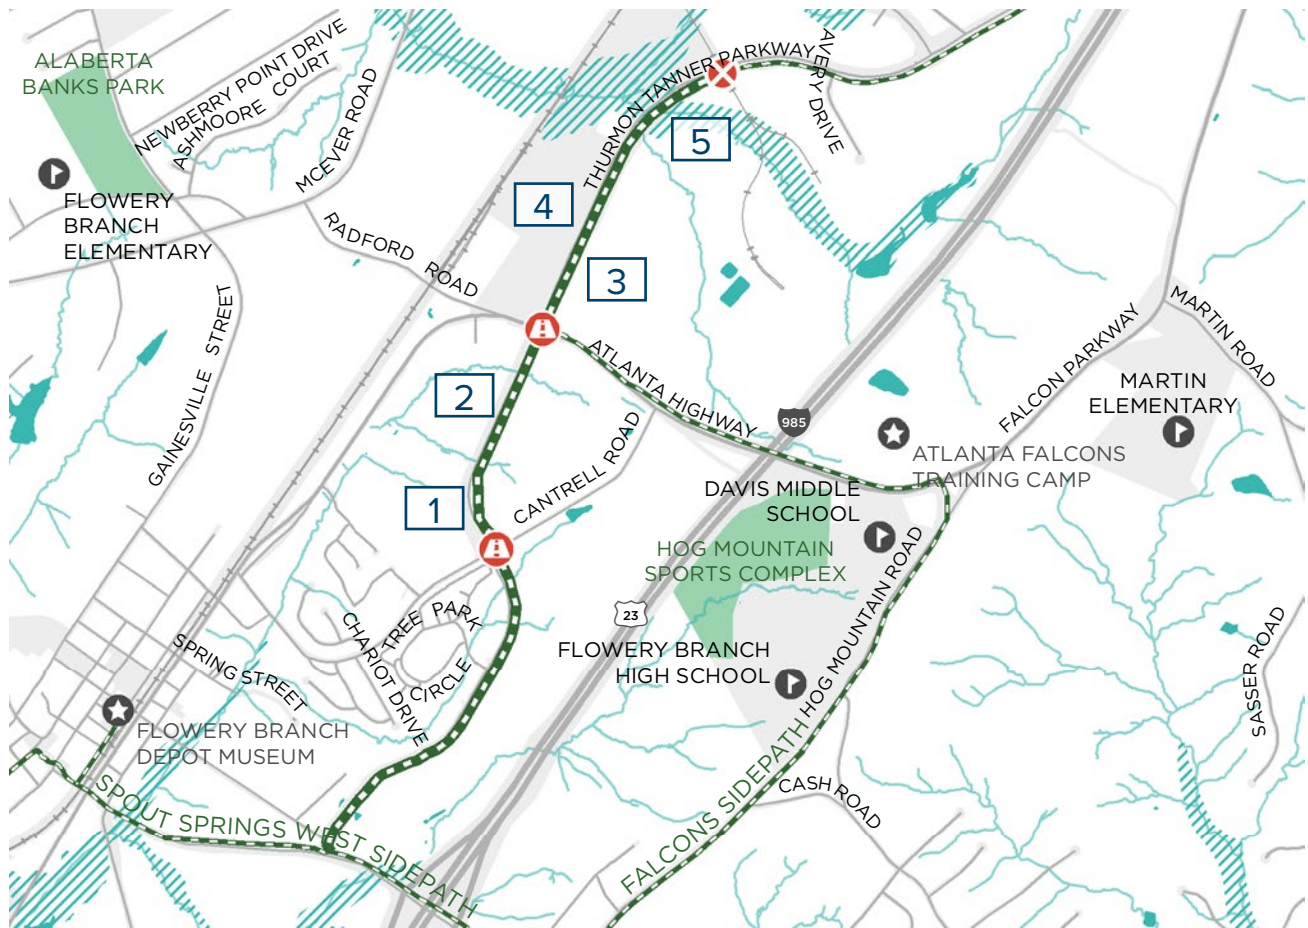 ALABERTA
BANKS PARK
NEWBERRY POINT DRIVE
ASHMOORE COURT
MCEVER ROAD
THURMON TANNER PARKWAY
AVERY DRIVE
5
FLOWERY
BRANCH
ELEMENTARY
4
RADFORD ROAD
3
GAINESVILLE STREET
ATLANTA HIGHWAY
2
MARTIN ROAD
FALCON PARKWAY
MARTIN
ELEMENTARY
985
ATLANTA FALCONS
TRAINING CAMP
CANTRELL ROAD
1
DAVIS MIDDLE
SCHOOL
HOG MOUNTAIN
SPORTS COMPLEX
HOG MOUNTAIN ROAD
23
FLOWERY BRANCH
HIGH SCHOOL
TREE PARK
CIRCLE
CHARIOT DRIVE
SPRING STREET
SASSER ROAD
FLOWERY BRANCH
DEPOT MUSEUM
SPOUT SPRINGS WEST SIDEPATH
FALCONS SIDEPATH
CASH ROAD